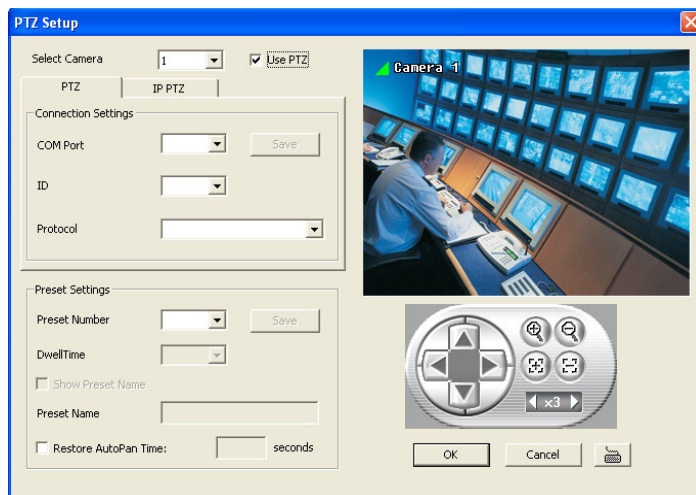 PTZ Setup
Select Camera 1 Use PTZ
PTZ IP PTZ
Connection Settings
COM Port Save
ID
Protocol
Preset Settings
Preset Number Save
DwellTime
Show Preset Name
Preset Name
Restore AutoPan Time: seconds
Camera 1
x3
OK Cancel